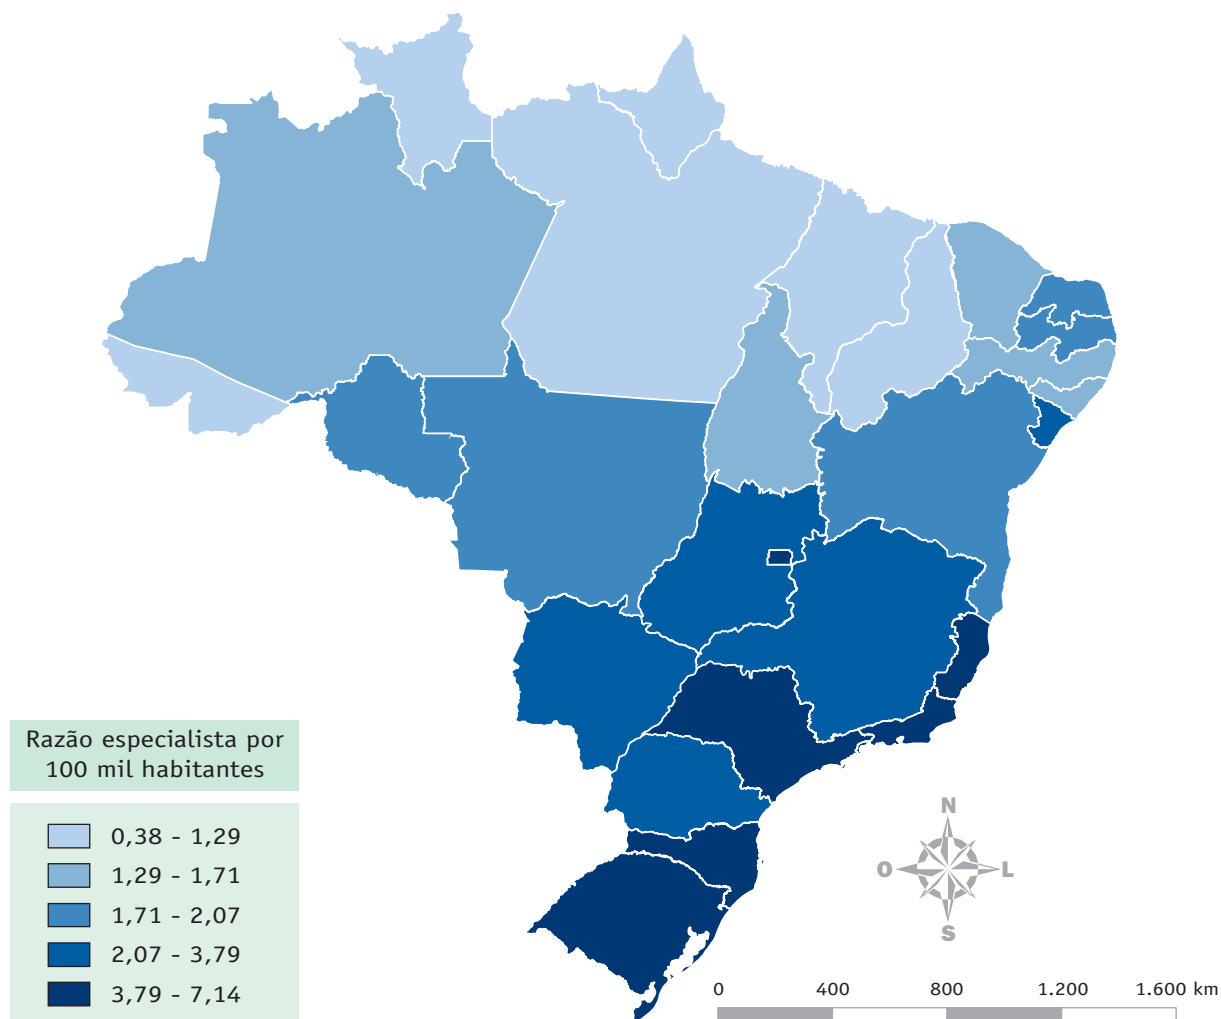 Razão especialista por
100 mil habitantes
0,38 - 1,29
1,29 - 1,71
1,71 - 2,07
2,07 - 3,79
3,79 - 7,14
N
O L
S
0 400 800 1.200 1.600 km